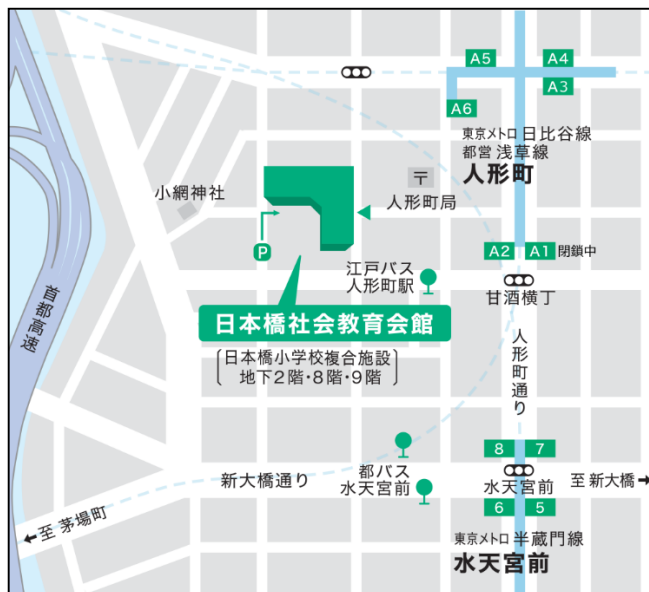 A5
A4
A3
A6
東京メトロ 日比谷線
都営 浅草線
人形町
〒
人形町局
小網神社
P
A2
A1
閉鎖中
江戸バス
人形町駅
甘酒横丁
首都高速
日本橋社会教育会館
日本橋小学校複合施設
地下2階・8階・9階
人形町通り
8
7
都バス
水天宮前
新大橋通り
水天宮前
至 新大橋→
6
5
←至 茅場町
東京メトロ 半蔵門線
水天宮前